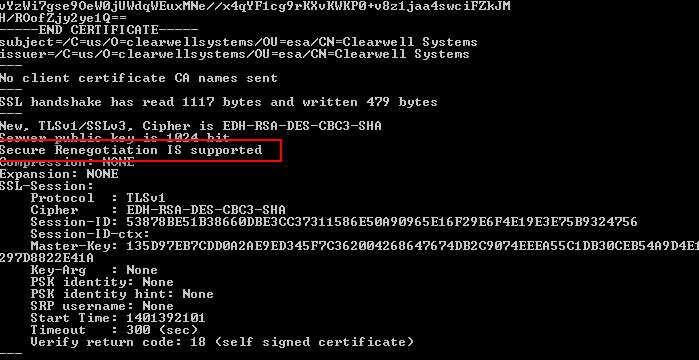 vYzWi7gse9OeW0jUWdqWEuxMNe//x4qYF1cg9rKXvKWKP0+v8z1jaa4swciFZkJM
H/ROofZjy2ye1Q==
-----END CERTIFICATE-----
subject=/C=us/O=clearwellsystems/OU=esa/CN=Clearwell Systems
issuer=/C=us/O=clearwellsystems/OU=esa/CN=Clearwell Systems
---
No client certificate CA names sent
---
SSL handshake has read 1117 bytes and written 479 bytes
---
New, TLSv1/SSLv3, Cipher is EDH-RSA-DES-CBC3-SHA
Server public key is 1024 bit
Secure Renegotiation IS supported
Compression: NONE
Expansion: NONE
SSL-Session:
Protocol : TLSv1
Cipher : EDH-RSA-DES-CBC3-SHA
Session-ID: 53878BE51B38660DBE3CC37311586E50A90965E16F29E6F4E19E3E75B9324756
Session-ID-ctx:
Master-Key: 135D97EB7CDD0A2AE9ED345F7C362004268647674DB2C9074EEEA55C1DB30CEB54A9D4E1
297D8822E41A
Key-Arg : None
PSK identity: None
PSK identity hint: None
SRP username: None
Start Time: 1401392101
Timeout : 300 (sec)
Verify return code: 18 (self signed certificate)
---